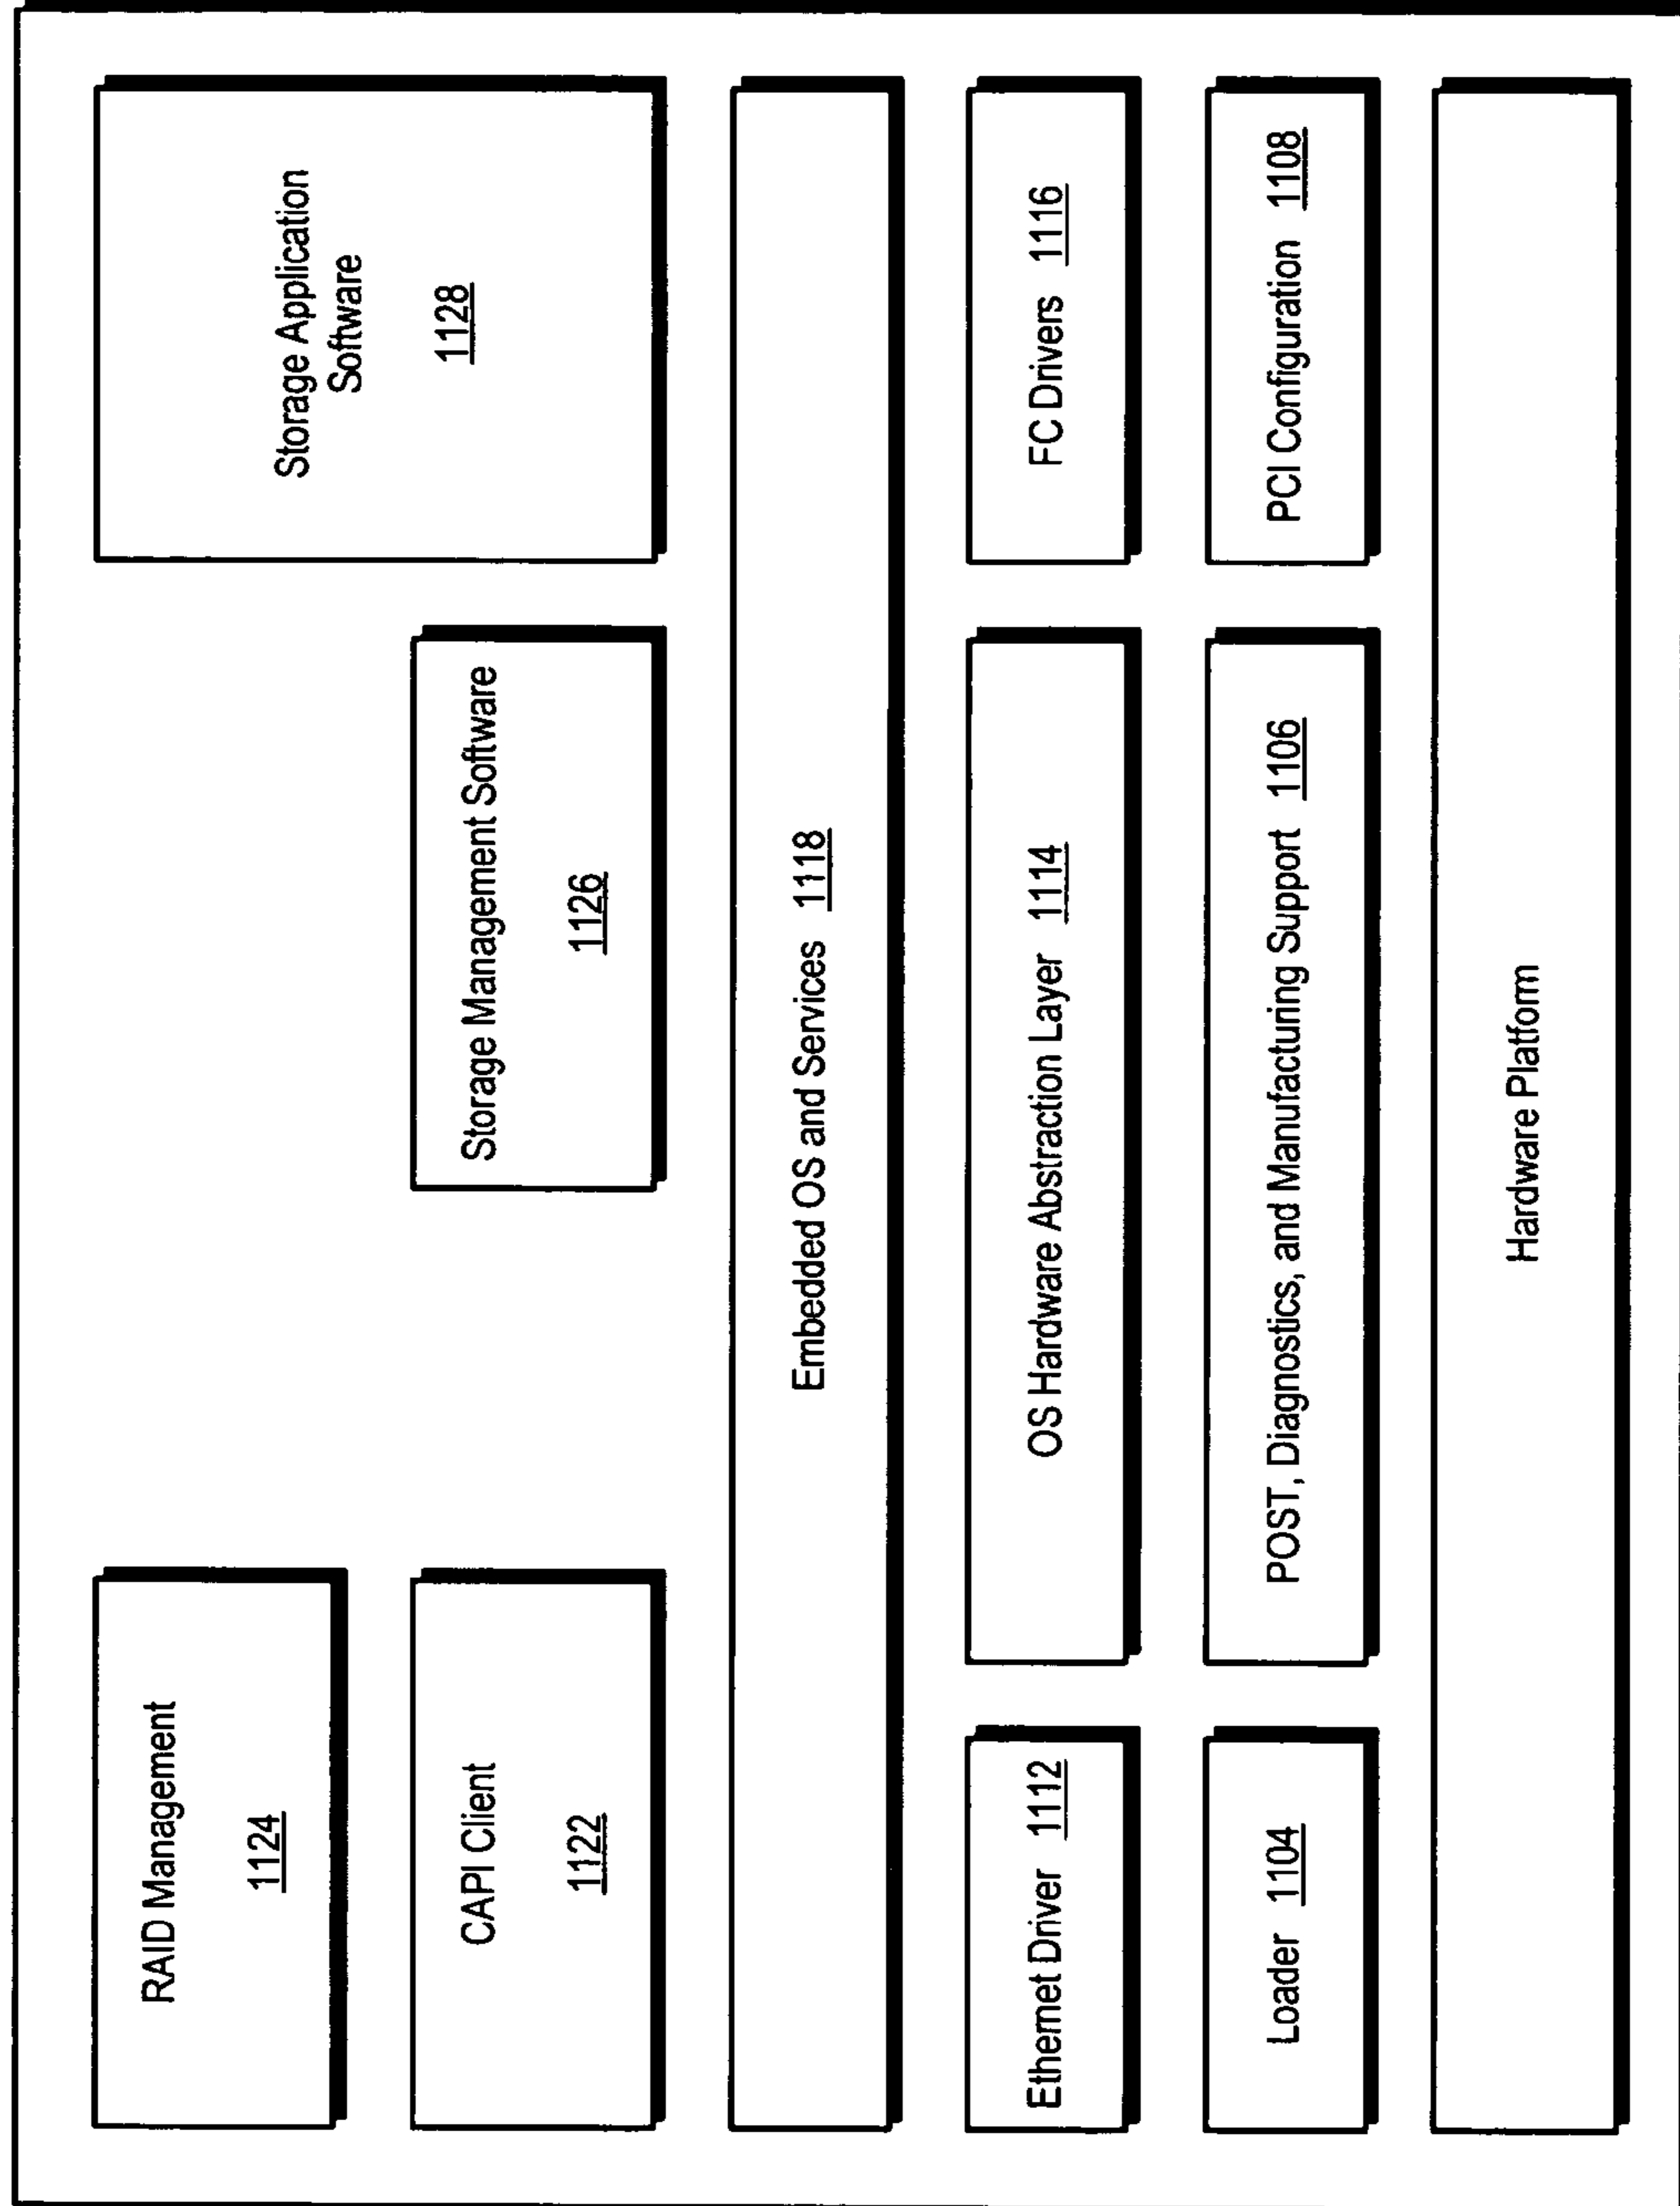 RAID Management
1124
Storage Application
Software
1128
CAPI Client
1122
Storage Management Software
1126
Embedded OS and Services 1118
Ethernet Driver 1112
OS Hardware Abstraction Layer 1114
FC Drivers 1116
Loader 1104
POST, Diagnostics, and Manufacturing Support 1106
PCI Configuration 1108
Hardware Platform